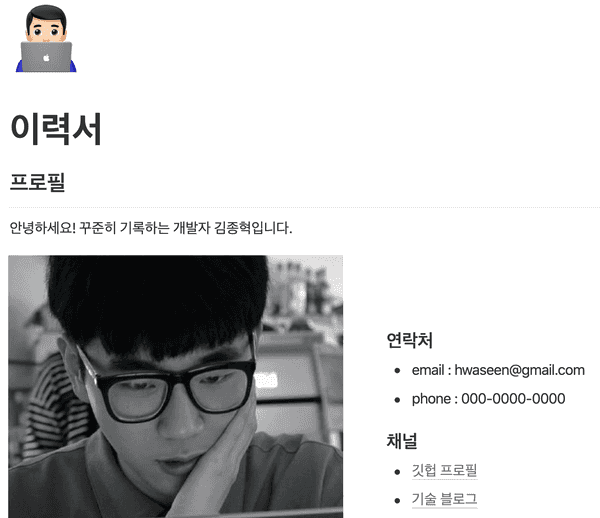 이력서
프로필
안녕하세요! 꾸준히 기록하는 개발자 김종혁입니다.
연락처
• email : hwaseen@gmail.com
• phone : 000-0000-0000
채널
• 깃헙 프로필
• 기술 블로그